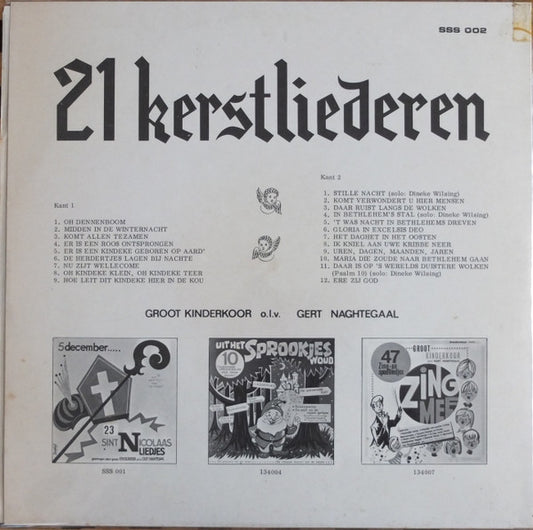 SSS 002
21 kerstliederen
Kant 1
1. OH DENNENBOOM
2. MIDDEN IN DE WINTERNACHT
3. KOMT ALLEN TEZAMEN
4. ER IS EEN ROOS ONTSPRONGEN
5. ER IS EEN KINDEKE GEBOREN OP AARD'
6. DE HERDERTJES LAGEN BIJ NACHTE
7. NU ZIJT WELLECOME
8. OH KINDEKE KLEIN, OH KINDEKE TEER
9. HOE LEIT DIT KINDEKE HIER IN DE KOU
Kant 2
1. STILLE NACHT (solo: Dineke Wilzing)
2. KOMT VERWONDERT U HIER MENSEN
3. DAAR RUIST LANGS DE WOLKEN
4. IN BETHLEHEM'S STAL (solo: Dineke Wilzing)
5. 'T WAS NACHT IN BETHLEHEMS DREVEN
6. GLORIA IN EXCELSIS DEO
7. HET DAGHET IN HET OOSTEN
8. IK KNIEL AAN UWE KRIBBE NEER
9. UREN, DAGEN, MAANDEN, JAREN
10. MARIA DIE ZOUDE NAAR BETHLEHEM GAAN
11. DAAR IS OP 'S WERELDS DUISTERE WOLKEN
(Psalm 19) (solo: Dineke Wilzing)
12. ERE ZIJ GOD
GROOT KINDERKOOR o.l.v. GERT NAGHTEGAAL
5 december.....
23
SINT NICOLAAS
LIEDJES
SSS 001
UIT HET
SPROOKJES
WOUD
10
134004
GROOT
KINDERKOOR
47
Zing- en
speelliedjes
ZING
MEE
134007